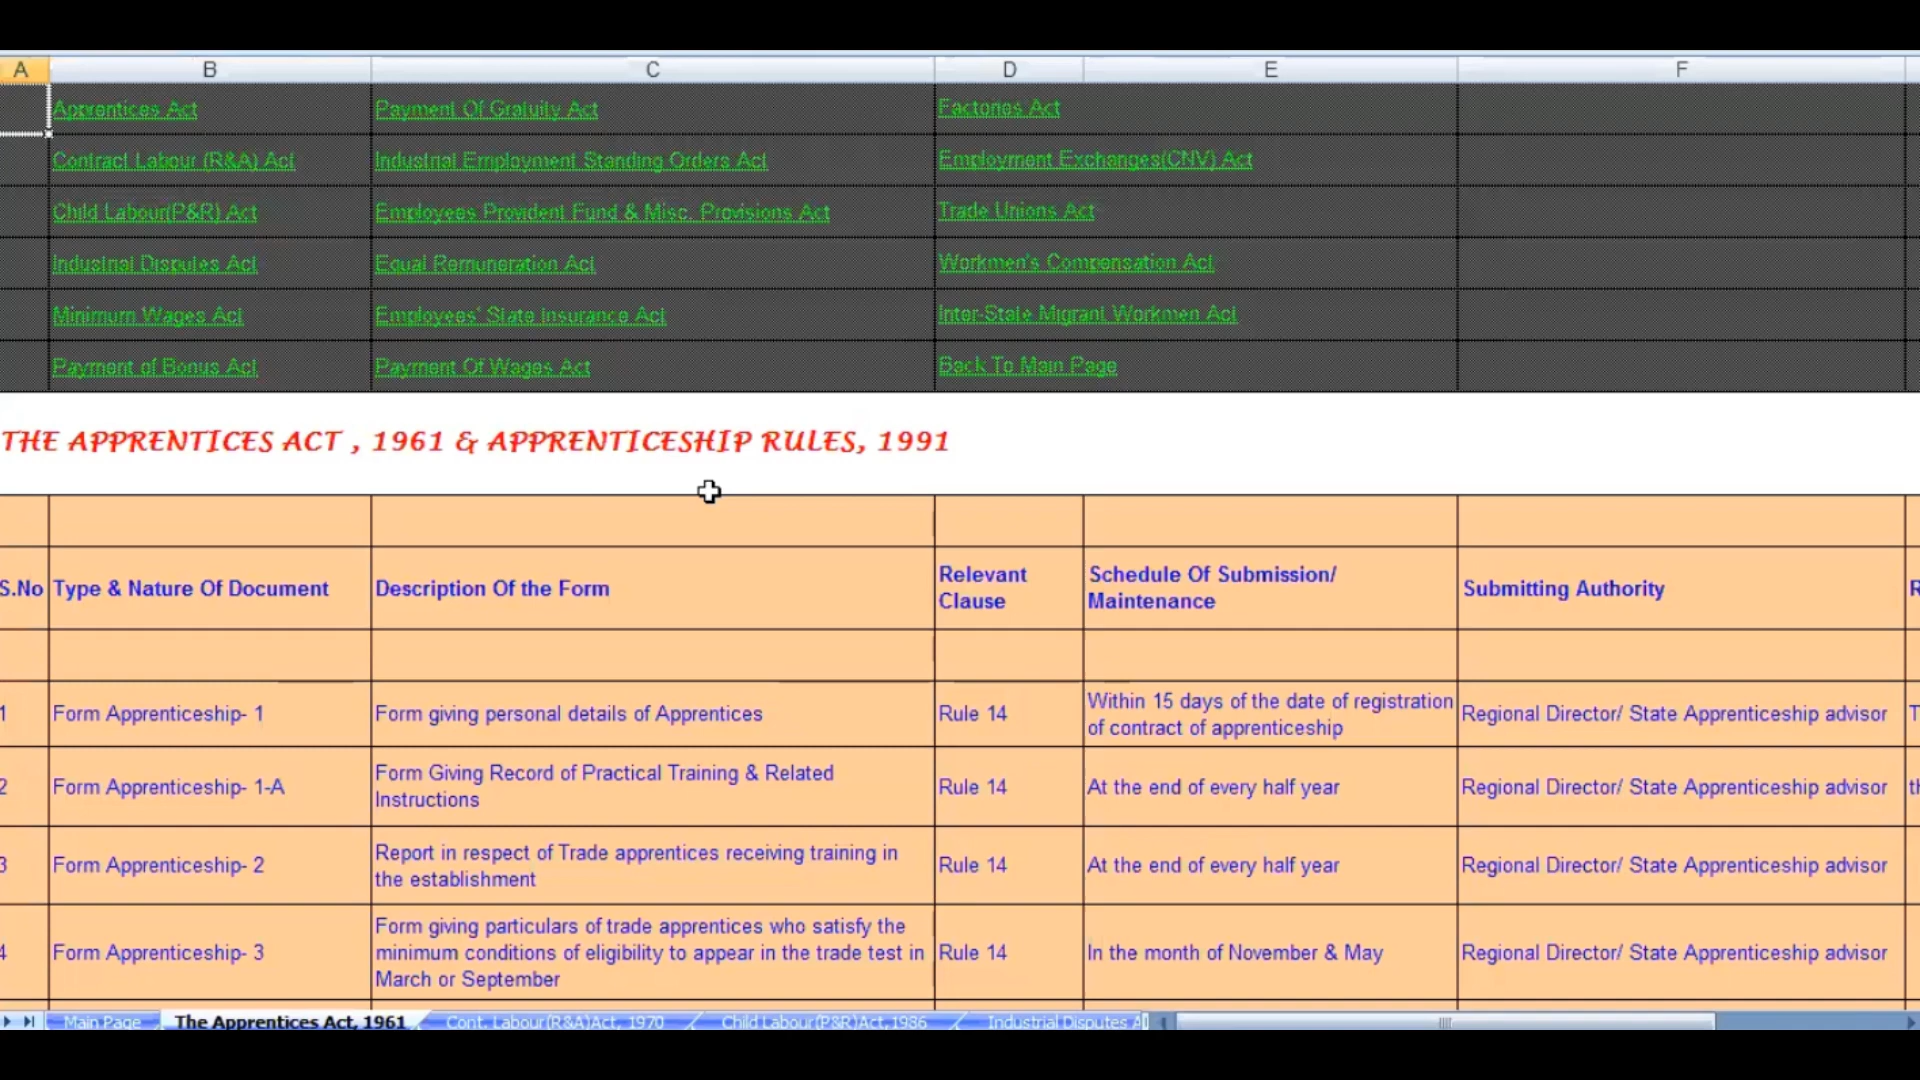 A B C D E F
Apprentices Act Payment Of Gratuity Act Factories Act
Contract Labour (R&A) Act Industrial Employment Standing Orders Act Employment Exchanges(CNV) Act
Child Labour(P&R) Act Employees Provident Fund & Misc. Provisions Act Trade Unions Act
Industrial Disputes Act Equal Remuneration Act Workmen's Compensation Act
Minimum Wages Act Employees' State Insurance Act Inter-State Migrant Workmen Act
Payment of Bonus Act Payment Of Wages Act Back To Main Page
THE APPRENTICES ACT , 1961 & APPRENTICESHIP RULES, 1991
S.No Type & Nature Of Document Description Of the Form Relevant Clause Schedule Of Submission/ Maintenance Submitting Authority R
1 Form Apprenticeship- 1 Form giving personal details of Apprentices Rule 14 Within 15 days of the date of registration of contract of apprenticeship Regional Director/ State Apprenticeship advisor T
2 Form Apprenticeship- 1-A Form Giving Record of Practical Training & Related Instructions Rule 14 At the end of every half year Regional Director/ State Apprenticeship advisor th
3 Form Apprenticeship- 2 Report in respect of Trade apprentices receiving training in the establishment Rule 14 At the end of every half year Regional Director/ State Apprenticeship advisor
4 Form Apprenticeship- 3 Form giving particulars of trade apprentices who satisfy the minimum conditions of eligibility to appear in the trade test in March or September Rule 14 In the month of November & May Regional Director/ State Apprenticeship advisor
Main Page The Apprentices Act, 1961 Cont. Labour(R&A)Act, 1970 Child Labour(P&R)Act, 1986 Industrial Disputes A